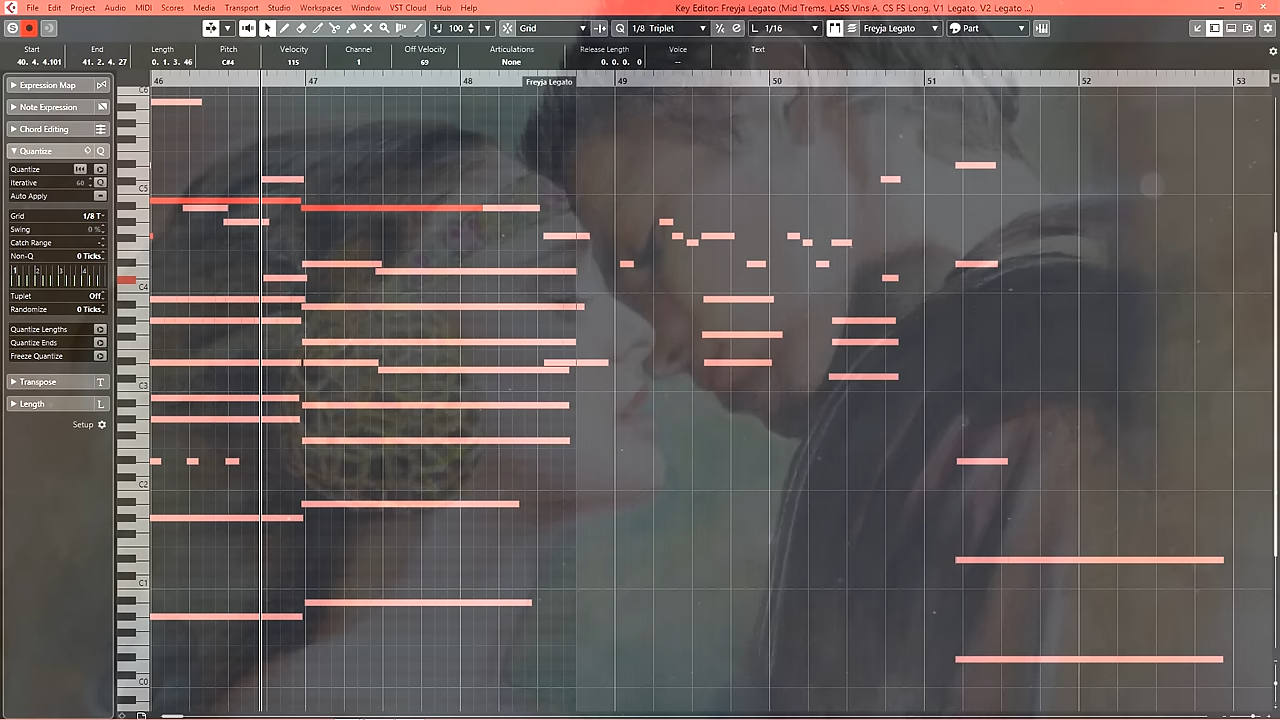 File Edit Project Audio MIDI Scores Media Transport Studio Workspaces Window VST Cloud Hub Help Key Editor: Freyja Legato (Mid Trems, LASS Vlns A, CS FS Long, V1 Legato, V2 Legato ...)
S 100 Grid Q 1/8 Triplet L 1/16 Freyja Legato Part
Start End Length Pitch Velocity Channel Off Velocity Articulations Release Length Voice Text
40. 4. 4.101 41. 2. 4. 27 0. 1. 3. 46 C#4 115 1 69 None 0. 0. 0. 0 --
46 47 48 Freyja Legato 49 50 51 52 53
Expression Map
Note Expression
Chord Editing
Quantize Q
Quantize
Iterative 60
Auto Apply
Grid 1/8 T
Swing 0 %
Catch Range -
Non-Q 0 Ticks
1 2 3 4
Tuplet Off
Randomize 0 Ticks
Quantize Lengths
Quantize Ends
Freeze Quantize
Transpose T
Length L
Setup
C6
C5
C4
C3
C2
C1
C0